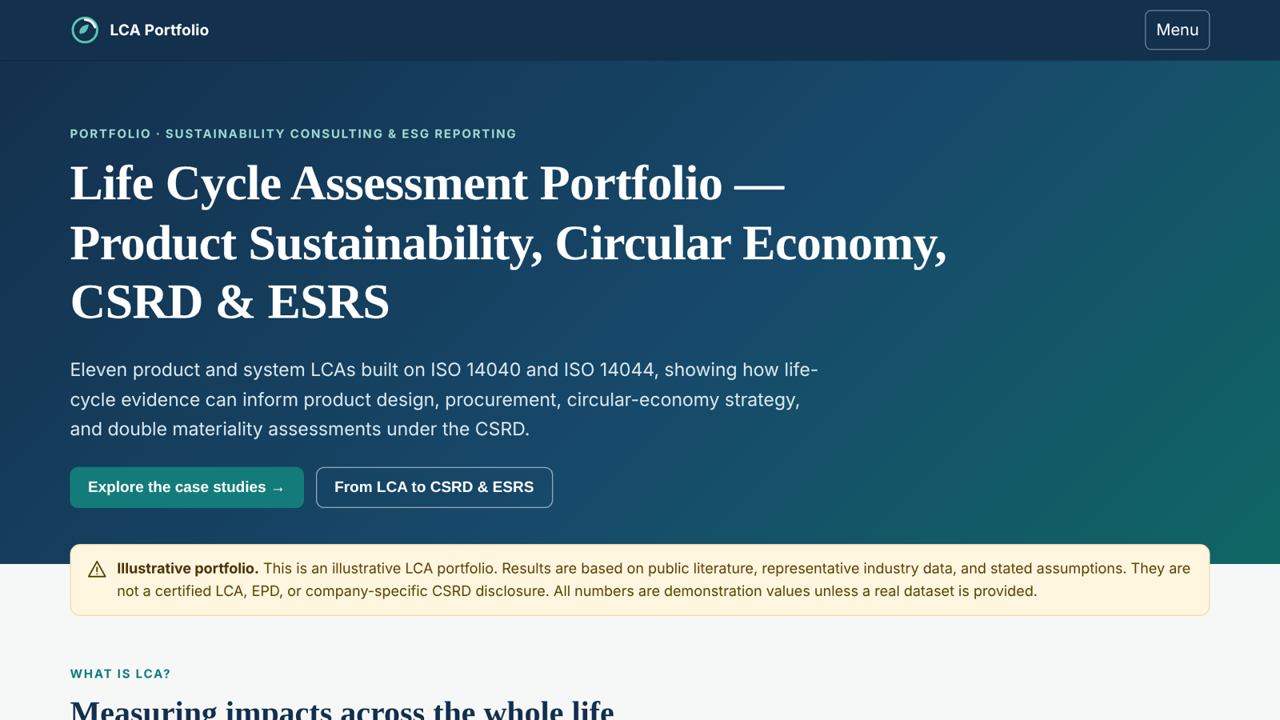 LCA Portfolio
Menu
PORTFOLIO · SUSTAINABILITY CONSULTING & ESG REPORTING
Life Cycle Assessment Portfolio —
Product Sustainability, Circular Economy,
CSRD & ESRS
Eleven product and system LCAs built on ISO 14040 and ISO 14044, showing how life-
cycle evidence can inform product design, procurement, circular-economy strategy,
and double materiality assessments under the CSRD.
Explore the case studies →
From LCA to CSRD & ESRS
Illustrative portfolio. This is an illustrative LCA portfolio. Results are based on public literature, representative industry data, and stated assumptions. They are
not a certified LCA, EPD, or company-specific CSRD disclosure. All numbers are demonstration values unless a real dataset is provided.
WHAT IS LCA?
Measuring impacts across the whole life